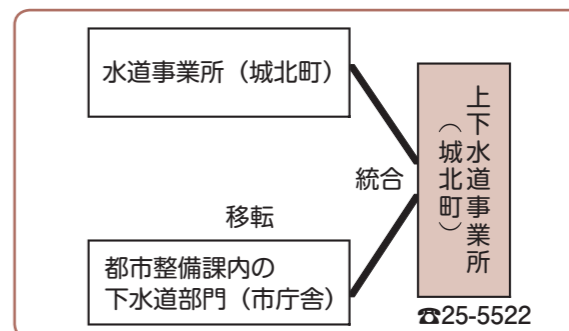 水道事業所（城北町）
統合
移転
都市整備課内の
下水道部門（市庁舎）
上下水道事業所
（城北町）
☎25-5522